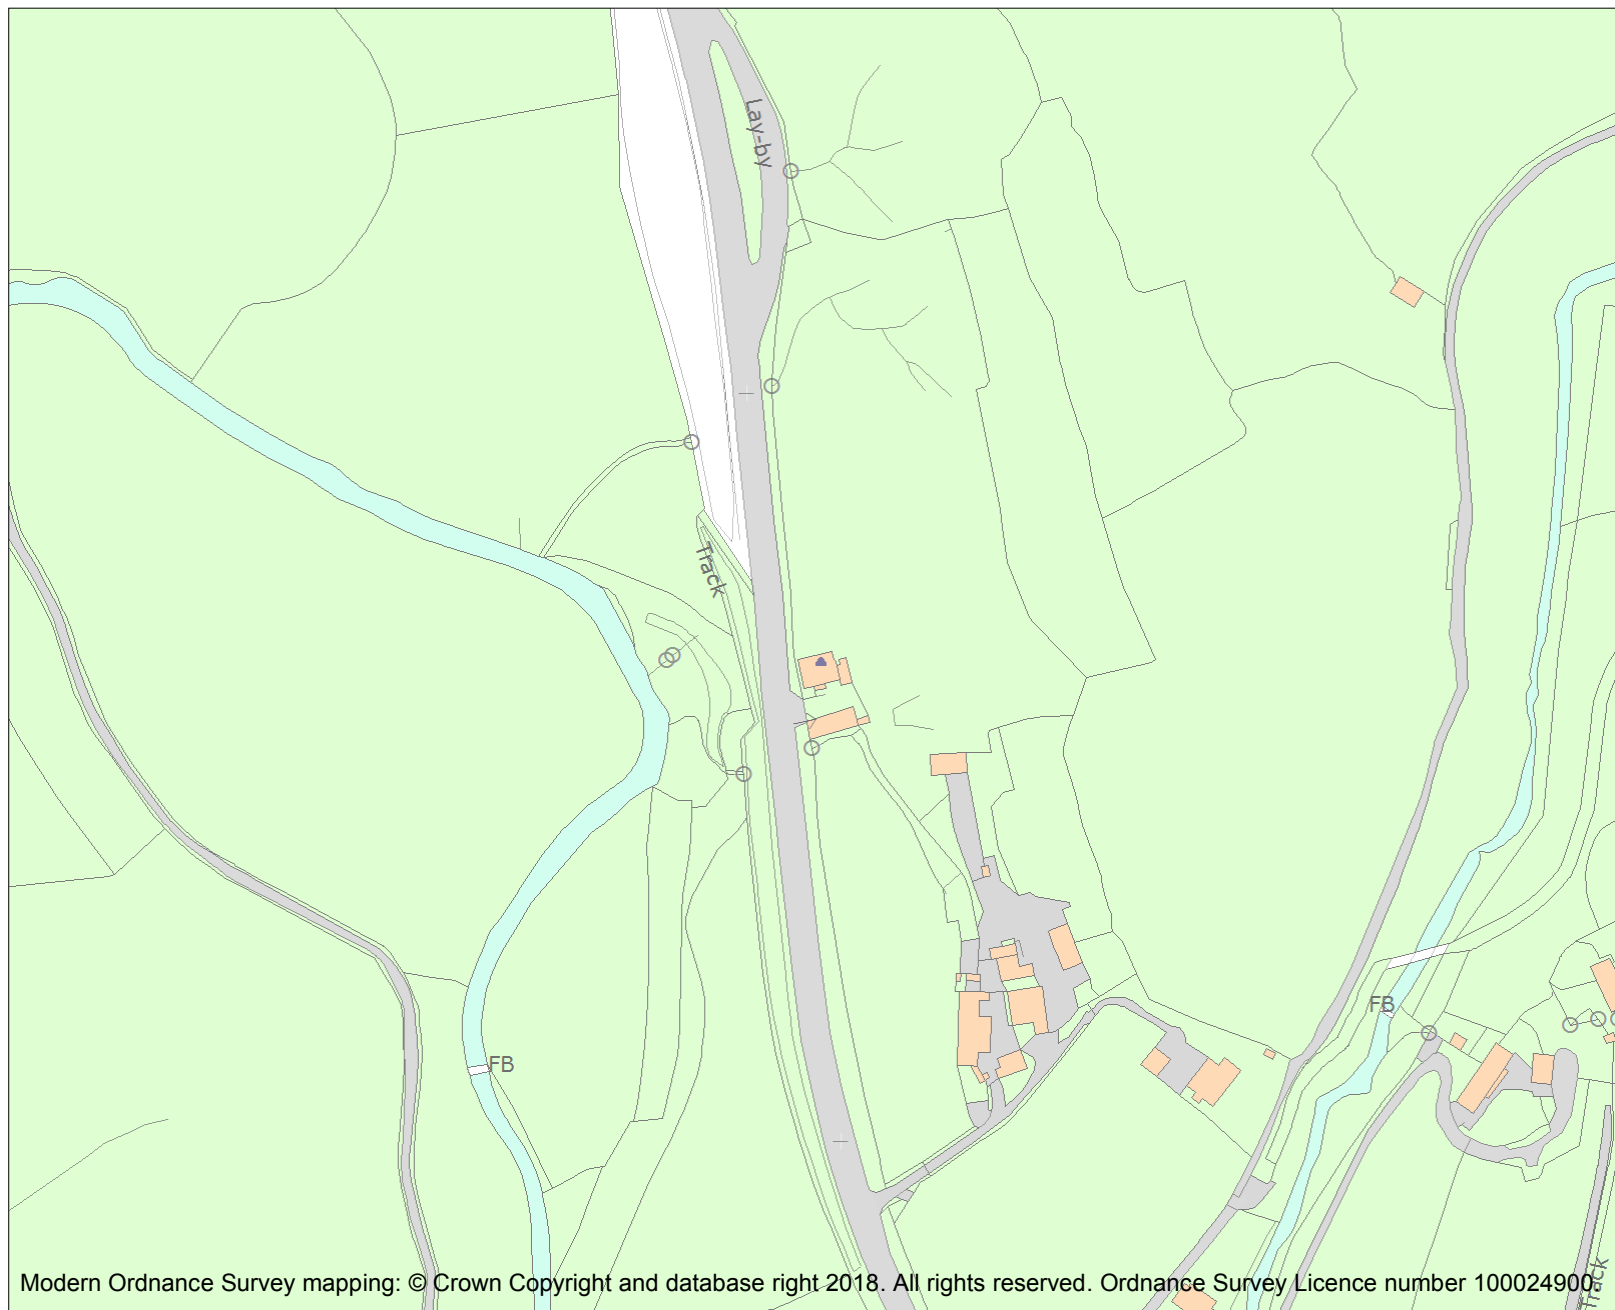 Lay-by
Track
FB
FB
Track
Modern Ordnance Survey mapping: © Crown Copyright and database right 2018. All rights reserved. Ordnance Survey Licence number 100024900.